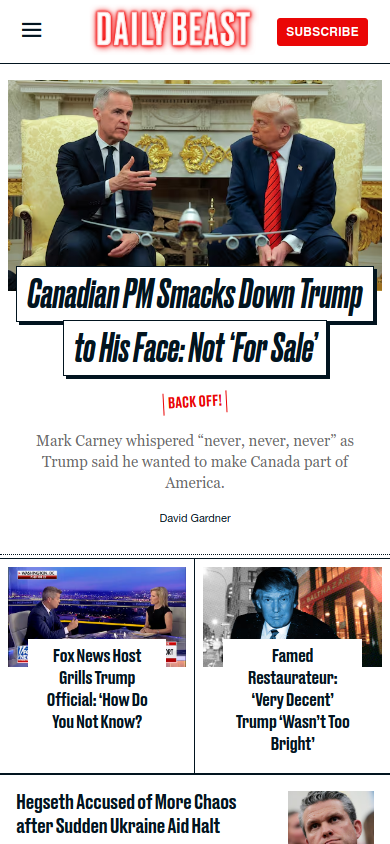 DAILY BEAST
SUBSCRIBE
Canadian PM Smacks Down Trump
to His Face: Not ‘For Sale’
BACK OFF!
Mark Carney whispered “never, never, never” as
Trump said he wanted to make Canada part of
America.
David Gardner
Fox News Host
Grills Trump
Official: ‘How Do
You Not Know?
Famed
Restaurateur:
‘Very Decent’
Trump ‘Wasn’t Too
Bright’
Hegseth Accused of More Chaos
after Sudden Ukraine Aid Halt